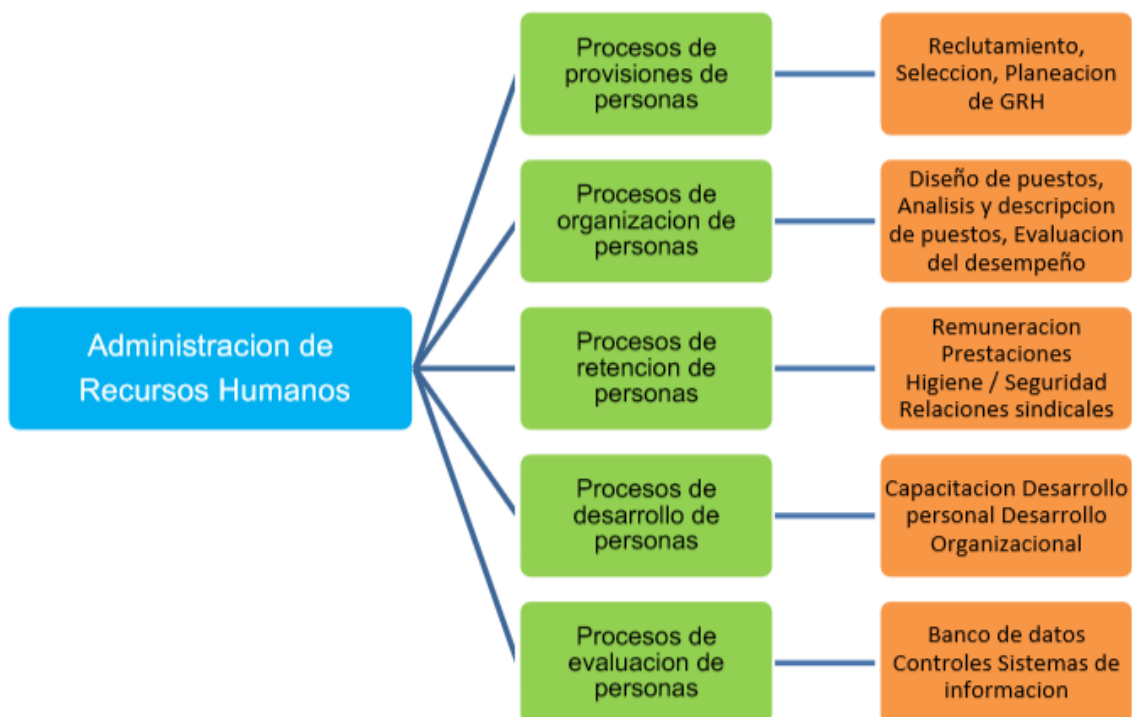 Administracion de
Recursos Humanos
Procesos de
provisiones de
personas
Reclutamiento,
Seleccion, Planeacion
de GRH
Procesos de
organizacion de
personas
Diseño de puestos,
Analisis y descripcion
de puestos, Evaluacion
del desempeño
Procesos de
retencion de
personas
Remuneracion
Prestaciones
Higiene / Seguridad
Relaciones sindicales
Procesos de
desarrollo de
personas
Capacitacion Desarrollo
personal Desarrollo
Organizacional
Procesos de
evaluacion de
personas
Banco de datos
Controles Sistemas de
informacion